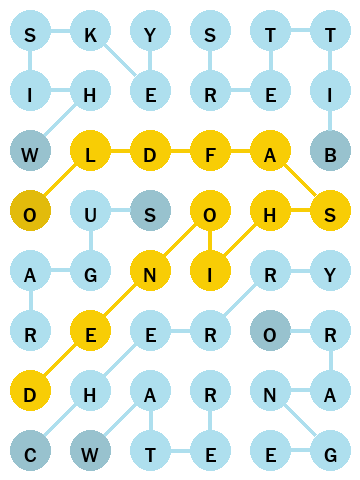 S K Y S T T
I H E R E I
W L D F A B
O U S O H S
A G N I R Y
R E E R O R
D H A R N A
C W T E E G